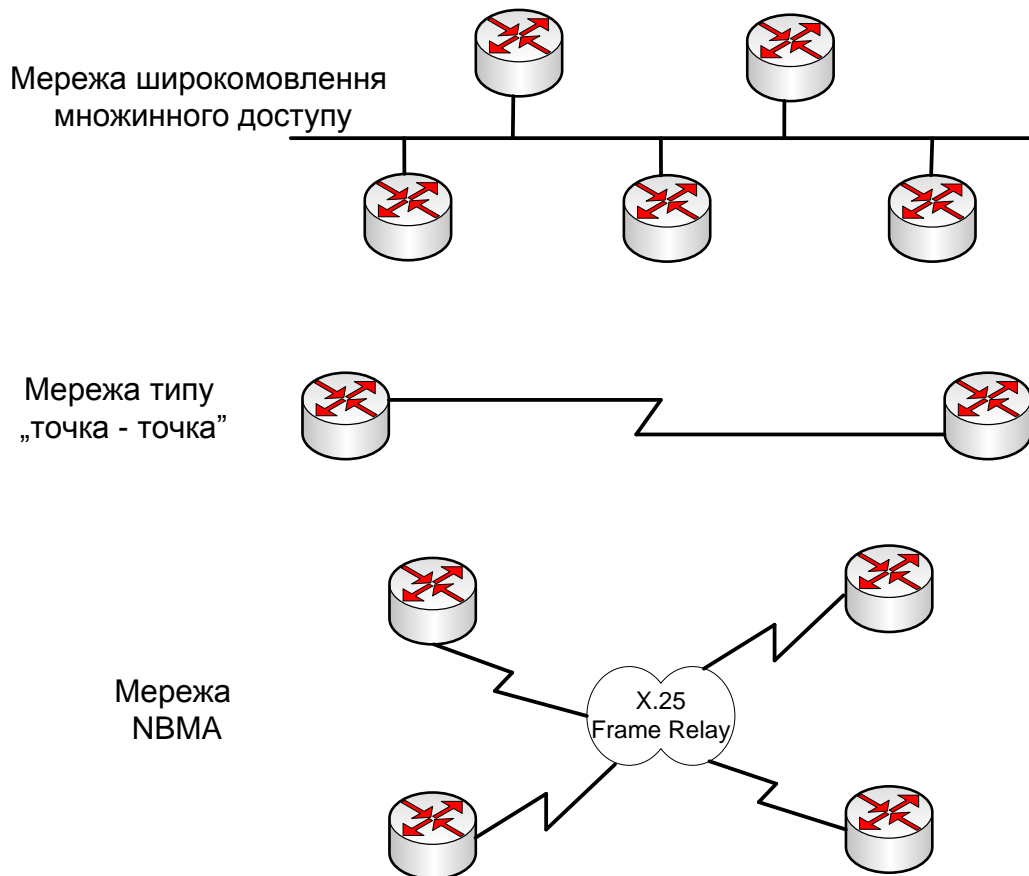 Мережа широкомовлення
множинного доступу
Мережа типу
„точка - точка”
Мережа
NBMA
X.25
Frame Relay